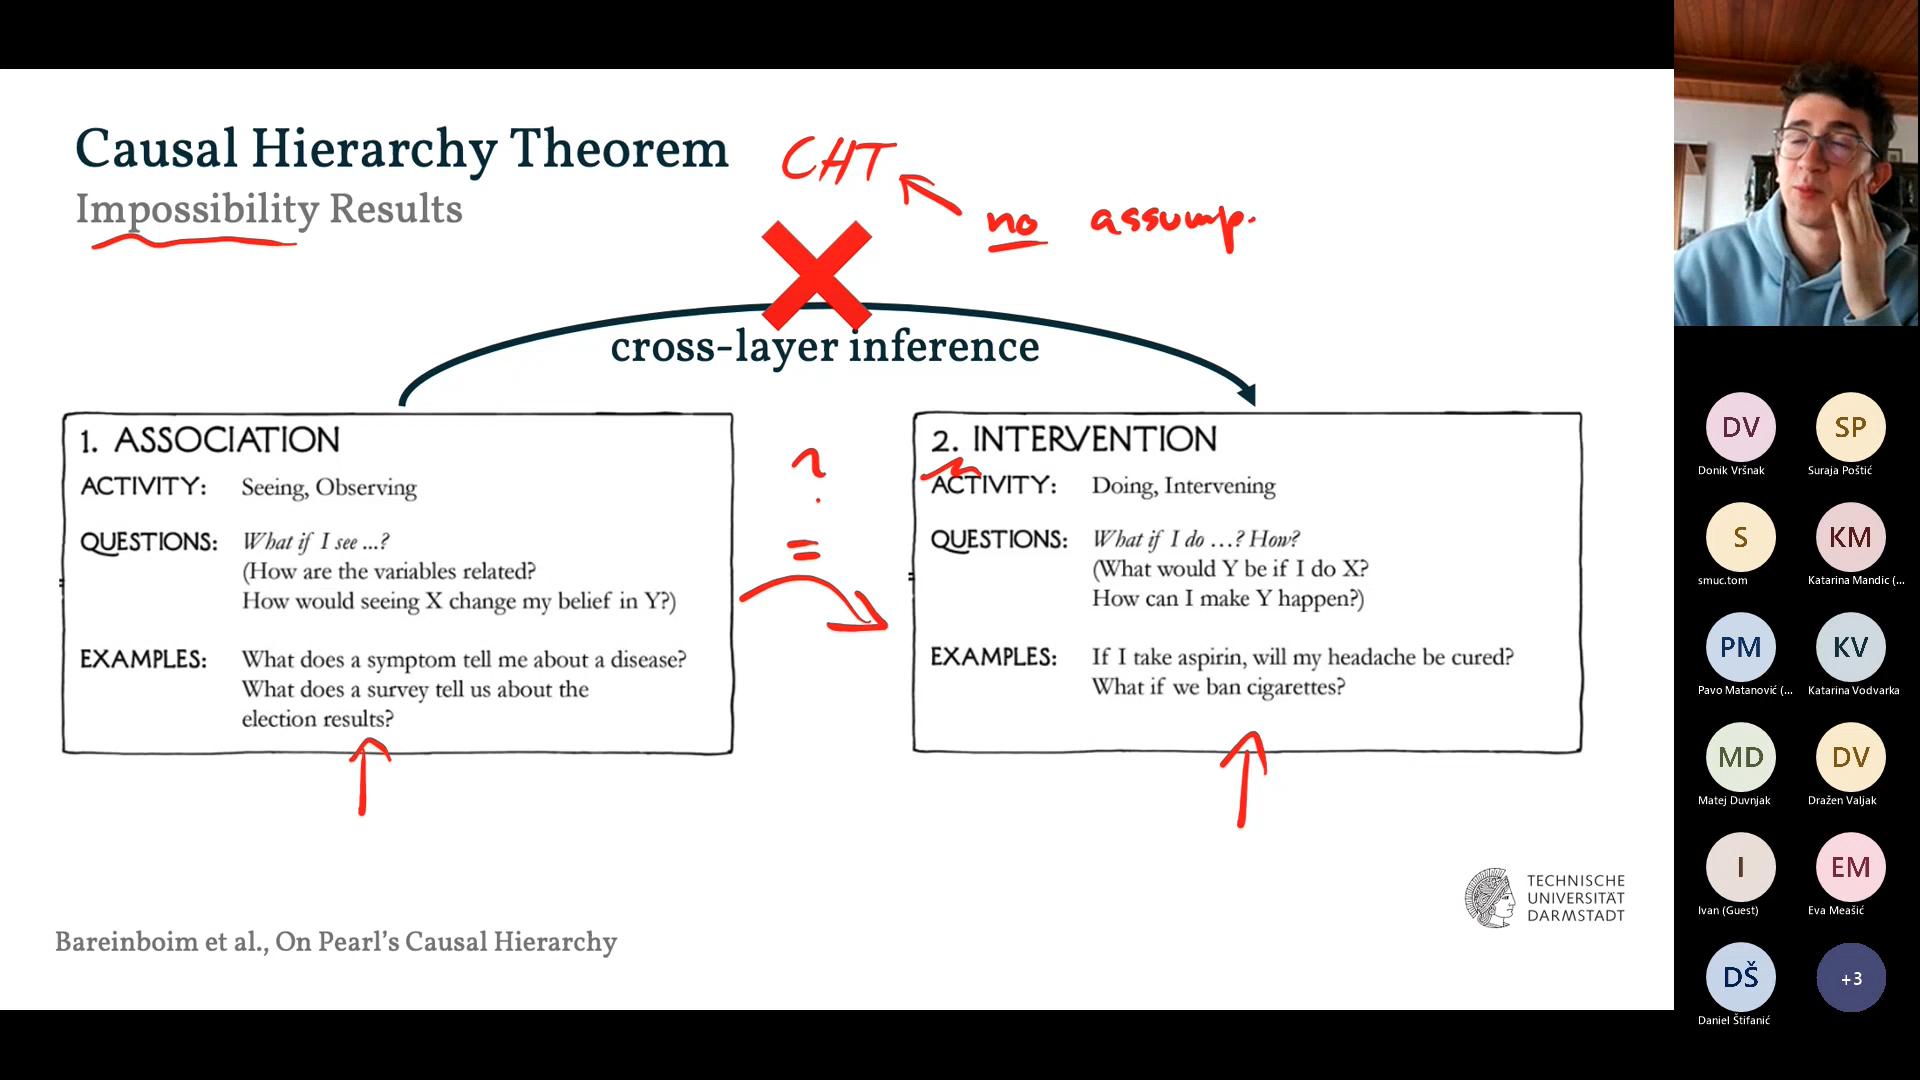 Causal Hierarchy Theorem
CHT
Impossibility Results
no assump.
cross-layer inference
1. ASSOCIATION
ACTIVITY: Seeing, Observing
QUESTIONS: What if I see ...?
(How are the variables related?
How would seeing X change my belief in Y?)
EXAMPLES: What does a symptom tell me about a disease?
What does a survey tell us about the
election results?
?
=
2. INTERVENTION
ACTIVITY: Doing, Intervening
QUESTIONS: What if I do …? How?
(What would Y be if I do X?
How can I make Y happen?)
EXAMPLES: If I take aspirin, will my headache be cured?
What if we ban cigarettes?
TECHNISCHE
UNIVERSITÄT
DARMSTADT
Bareinboim et al., On Pearl’s Causal Hierarchy
DV SP
Donik Vršnak Suraja Poštić
S KM
smuc.tom Katarina Mandic (...
PM KV
Pavo Matanović (... Katarina Vodvarka
MD DV
Matej Duvnjak Dražen Valjak
I EM
Ivan (Guest) Eva Meašić
DŠ +3
Daniel Štifanić